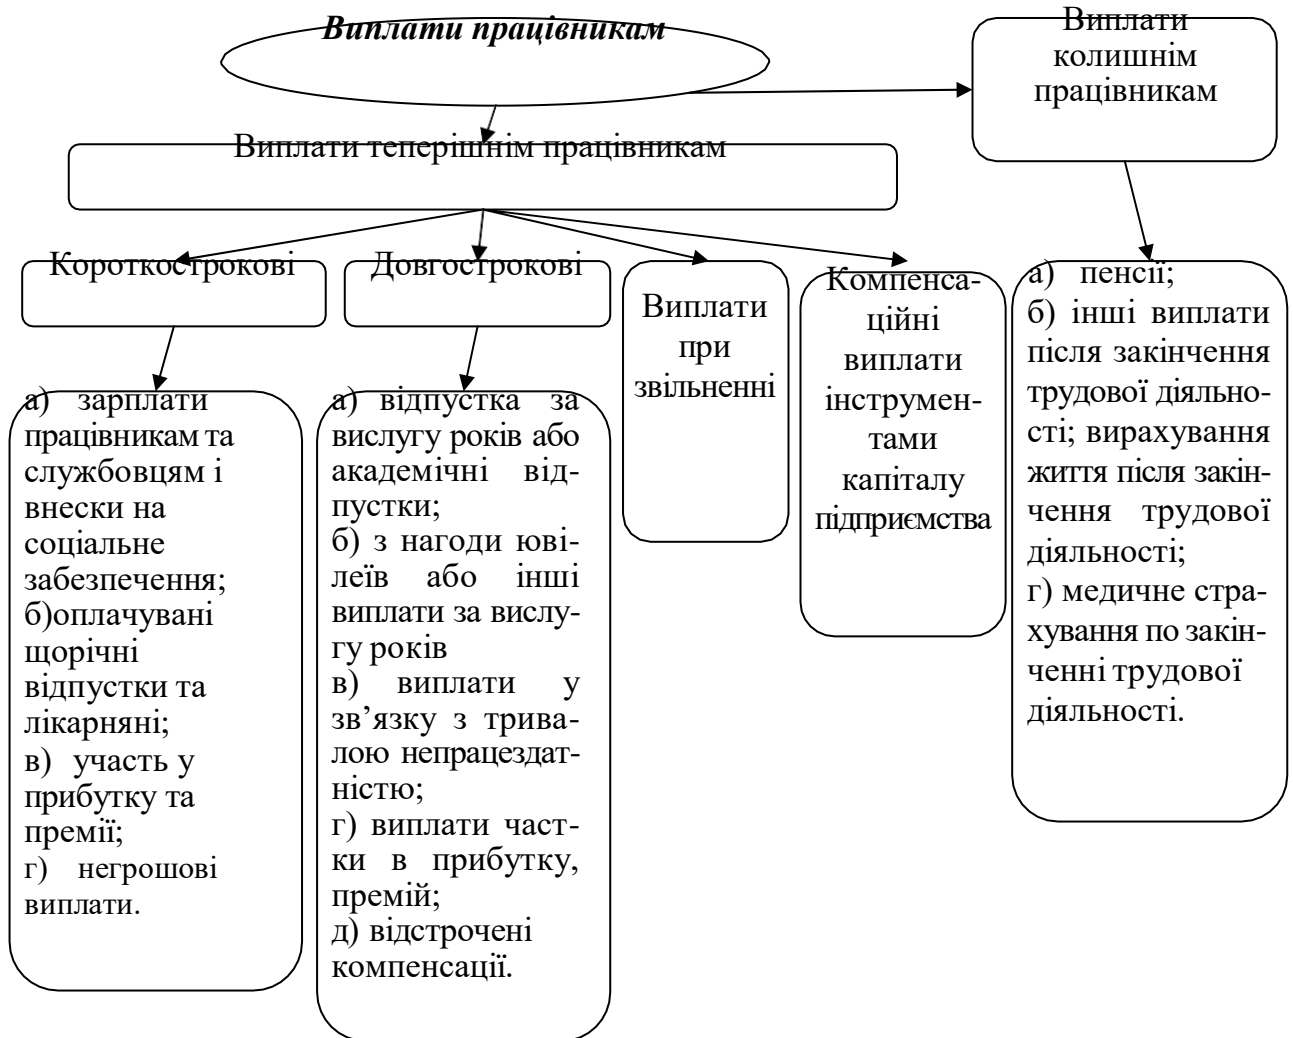 Виплати працівникам
Виплати
колишнім
працівникам
Виплати теперішнім працівникам
Короткострокові
Довгострокові
Виплати
при
звільненні
Компенса-
ційні
виплати
інструмен-
тами
капіталу
підприємства
а) зарплати
працівникам та
службовцям і
внески на
соціальне
забезпечення;
б)оплачувані
щорічні
відпустки та
лікарняні;
в) участь у
прибутку та
премії;
г) негрошові
виплати.
а) відпустка за
вислугу років або
академічні від-
пустки;
б) з нагоди юві-
леїв або інші
виплати за вислу-
гу років
в) виплати у
зв’язку з трива-
лою непрацездат-
ністю;
г) виплати част-
ки в прибутку,
премій;
д) відстрочені
компенсації.
а) пенсії;
б) інші виплати
після закінчення
трудової діяльно-
сті; вирахування
життя після закін-
чення трудової
діяльності;
г) медичне стра-
хування по закін-
ченні трудової
діяльності.